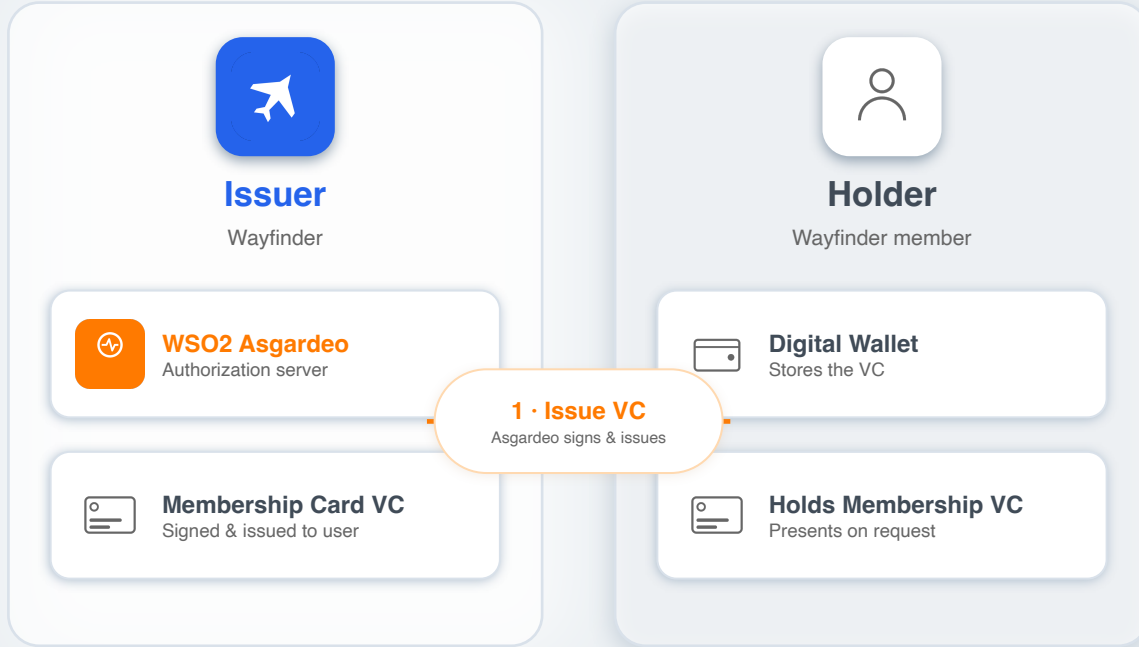 Issuer
Wayfinder
WSO2 Asgardeo
Authorization server
Membership Card VC
Signed & issued to user
1 · Issue VC
Asgardeo signs & issues
Holder
Wayfinder member
Digital Wallet
Stores the VC
Holds Membership VC
Presents on request